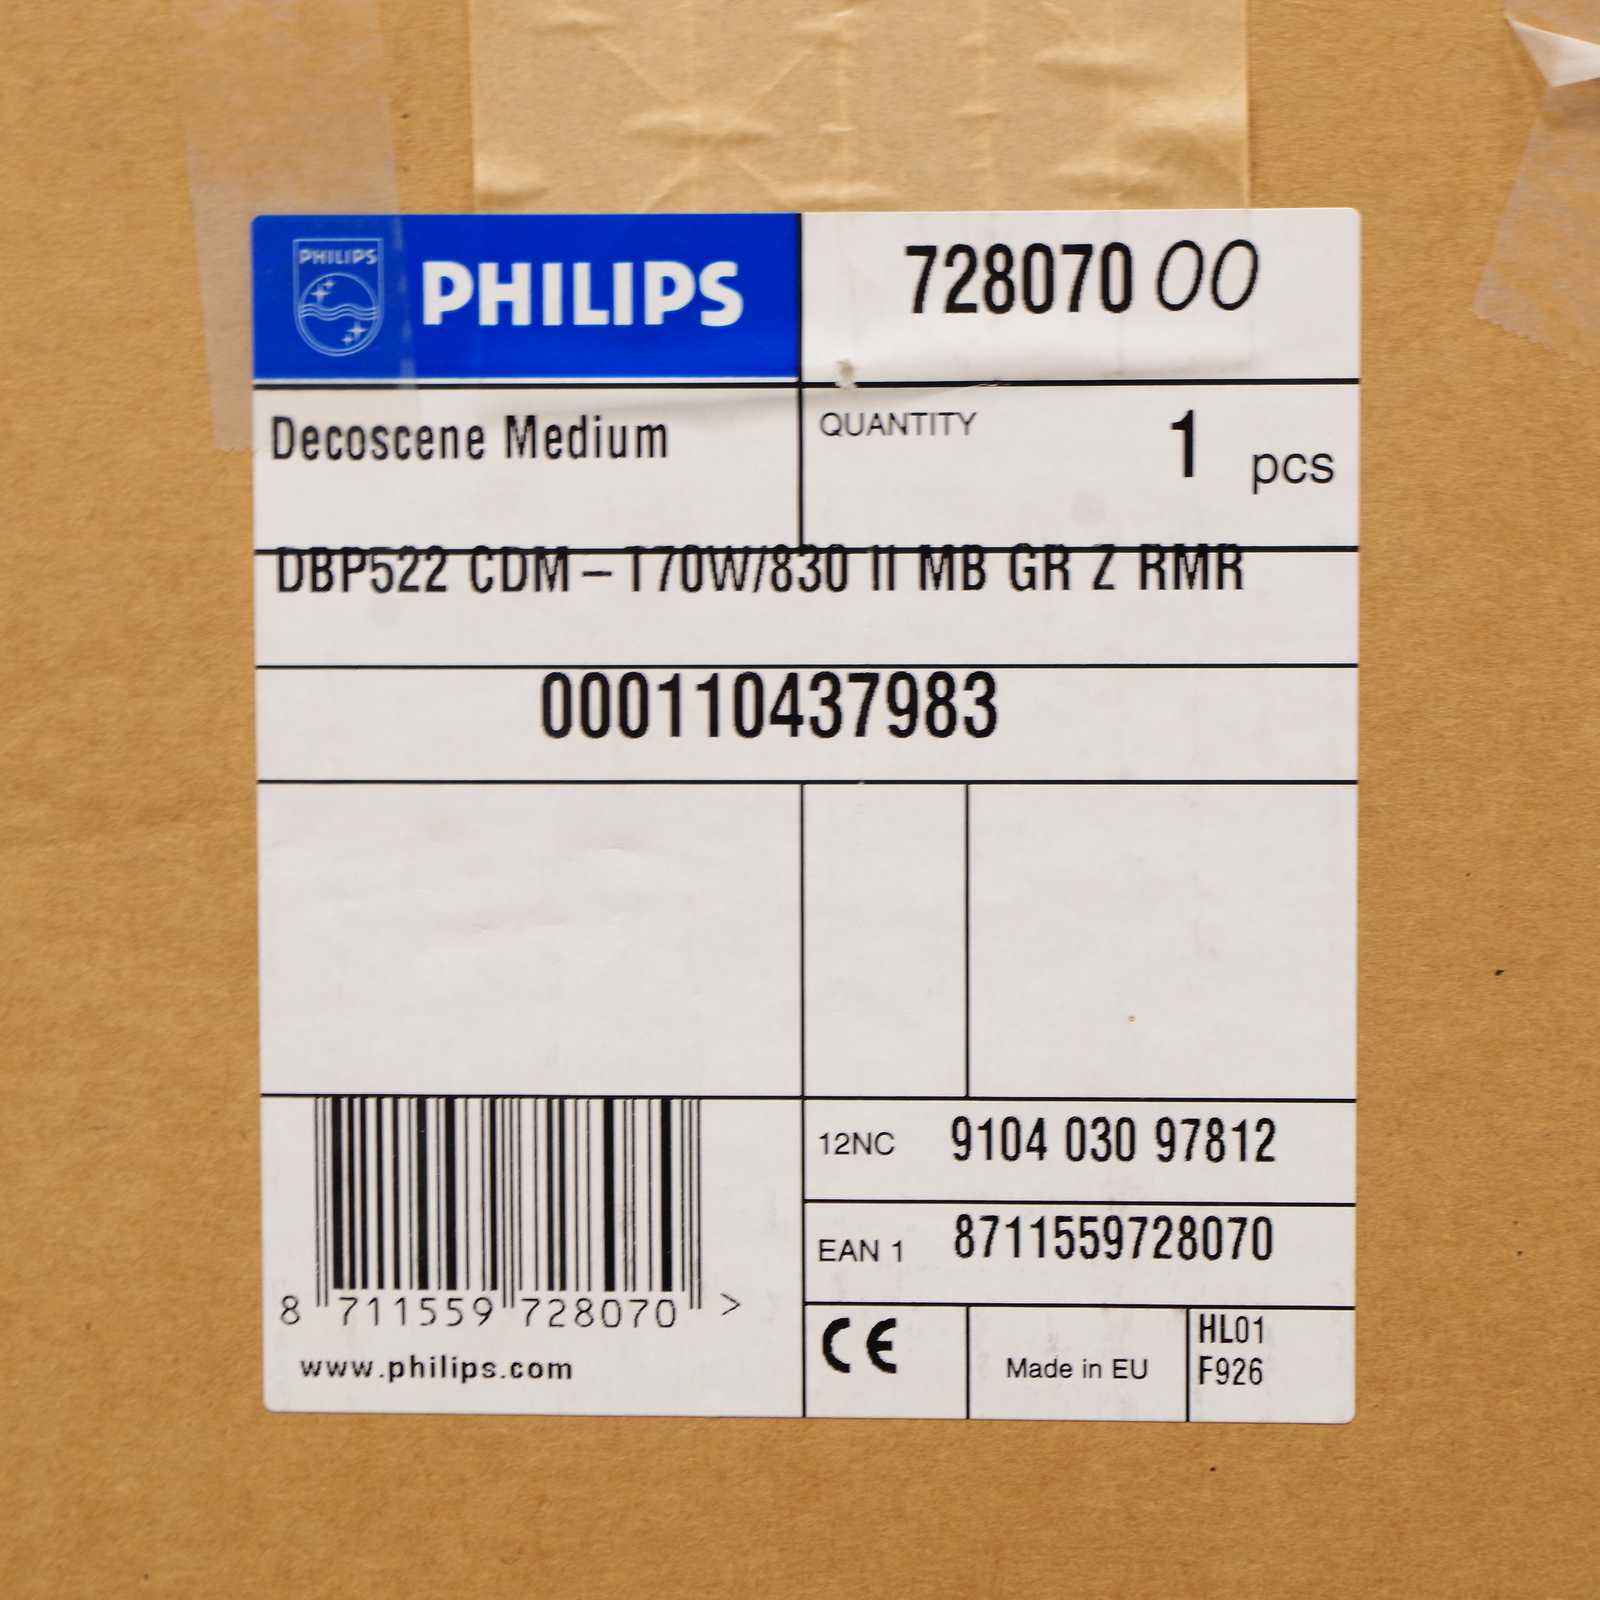 PHILIPS
PHILIPS
728070 00
Decoscene Medium
QUANTITY 1 pcs
DBP522 CDM-T70W/830 II MB GR Z RMR
000110437983
12NC 9104 030 97812
EAN 1 8711559728070
8 711559 728070 >
www.philips.com
CE
Made in EU
HL01
F926